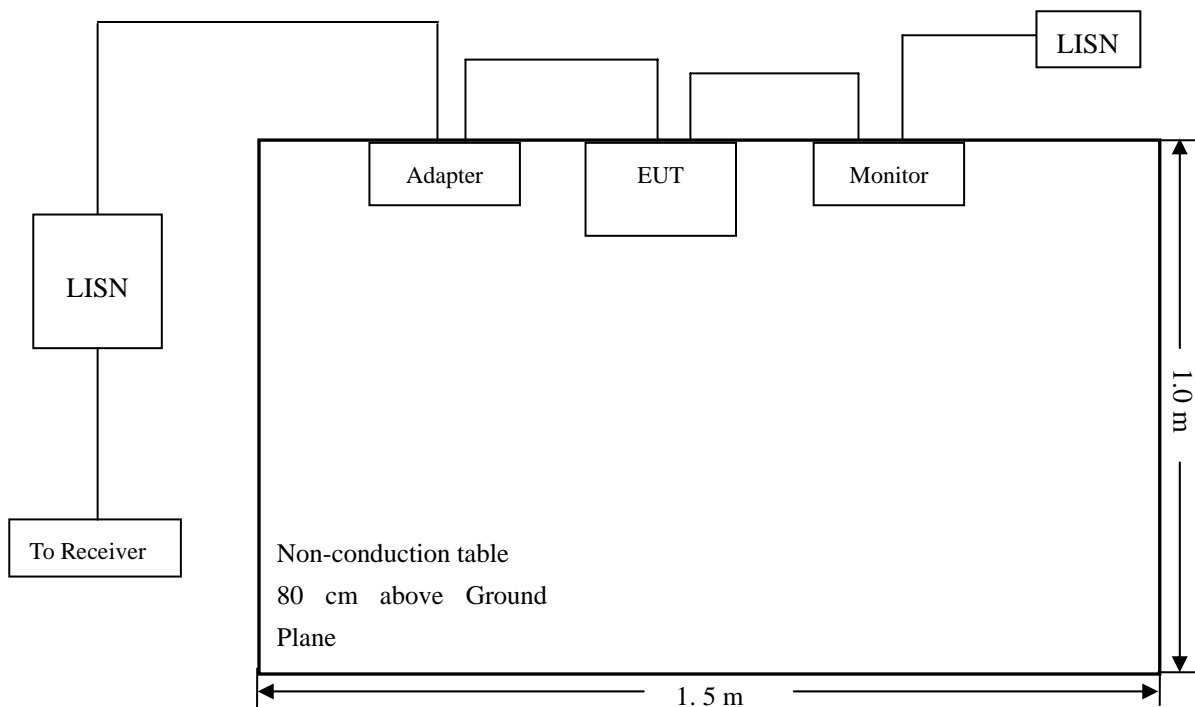 LISN
Adapter
EUT
Monitor
LISN
1.0 m
To Receiver
Non-conduction table
80 cm above Ground
Plane
1. 5 m